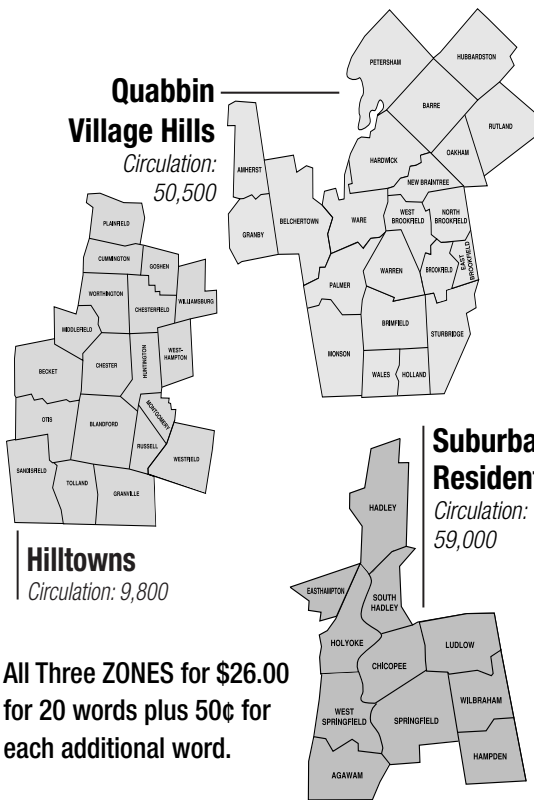 Quabbin
Village Hills
Circulation:
50,500
PETERSHAM
HUBBARDSTON
BARRE
RUTLAND
HARDWICK
OAKHAM
NEW BRAINTREE
AMHERST
GRANBY
BELCHERTOWN
WARE
WEST
BROOKFIELD
NORTH
BROOKFIELD
EAST
BROOKFIELD
BROOKFIELD
WARREN
PALMER
BRIMFIELD
STURBRIDGE
MONSON
WALES
HOLLAND
PLAINFIELD
CUMMINGTON
GOSHEN
WORTHINGTON
CHESTERFIELD
WILLIAMSBURG
MIDDLEFIELD
HUNTINGTON
WEST-
HAMPTON
BECKET
CHESTER
MONTGOMERY
OTIS
BLANDFORD
RUSSELL
WESTFIELD
SANDISFIELD
TOLLAND
GRANVILLE
Hilltowns
Circulation: 9,800
Suburba
Resident
Circulation:
59,000
HADLEY
EASTHAMPTON
SOUTH
HADLEY
HOLYOKE
CHICOPEE
LUDLOW
WEST
SPRINGFIELD
SPRINGFIELD
WILBRAHAM
HAMPDEN
AGAWAM
All Three ZONES for $26.00
for 20 words plus 50¢ for
each additional word.